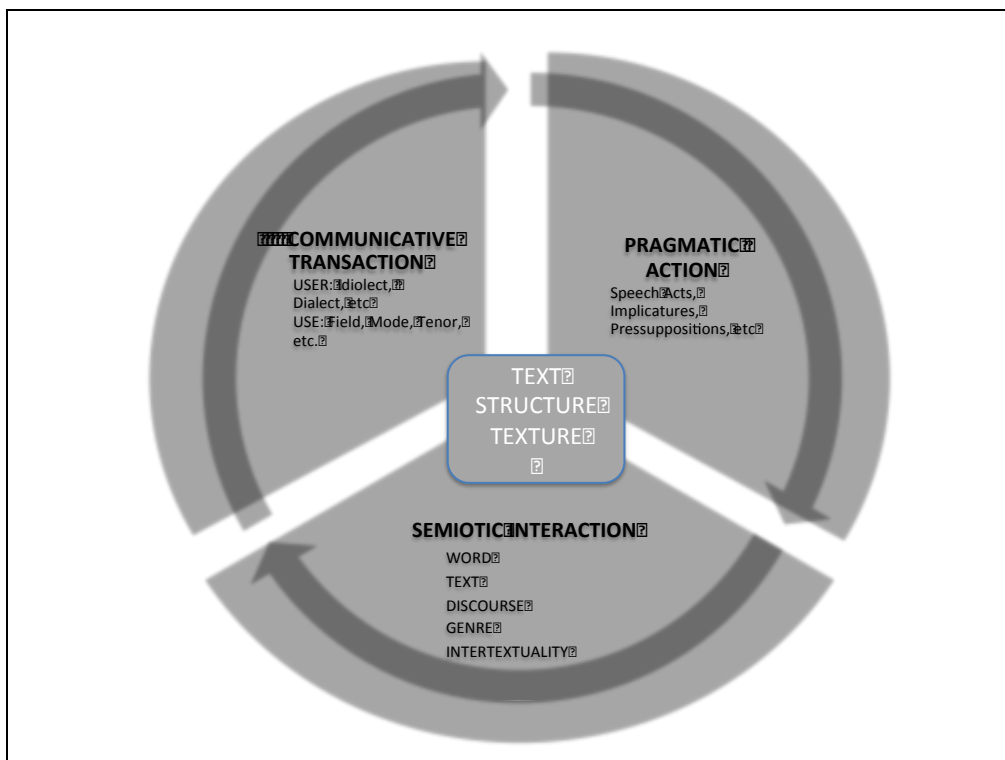 COMMUNICATIVE
TRANSACTION
USER: Idiolect,
Dialect, etc
USE: Field, Mode, Tenor,
etc.
PRAGMATIC
ACTION
Speech Acts,
Implicatures,
Pressuppositions, etc
TEXT
STRUCTURE
TEXTURE
SEMIOTIC INTERACTION
WORD
TEXT
DISCOURSE
GENRE
INTERTEXTUALITY